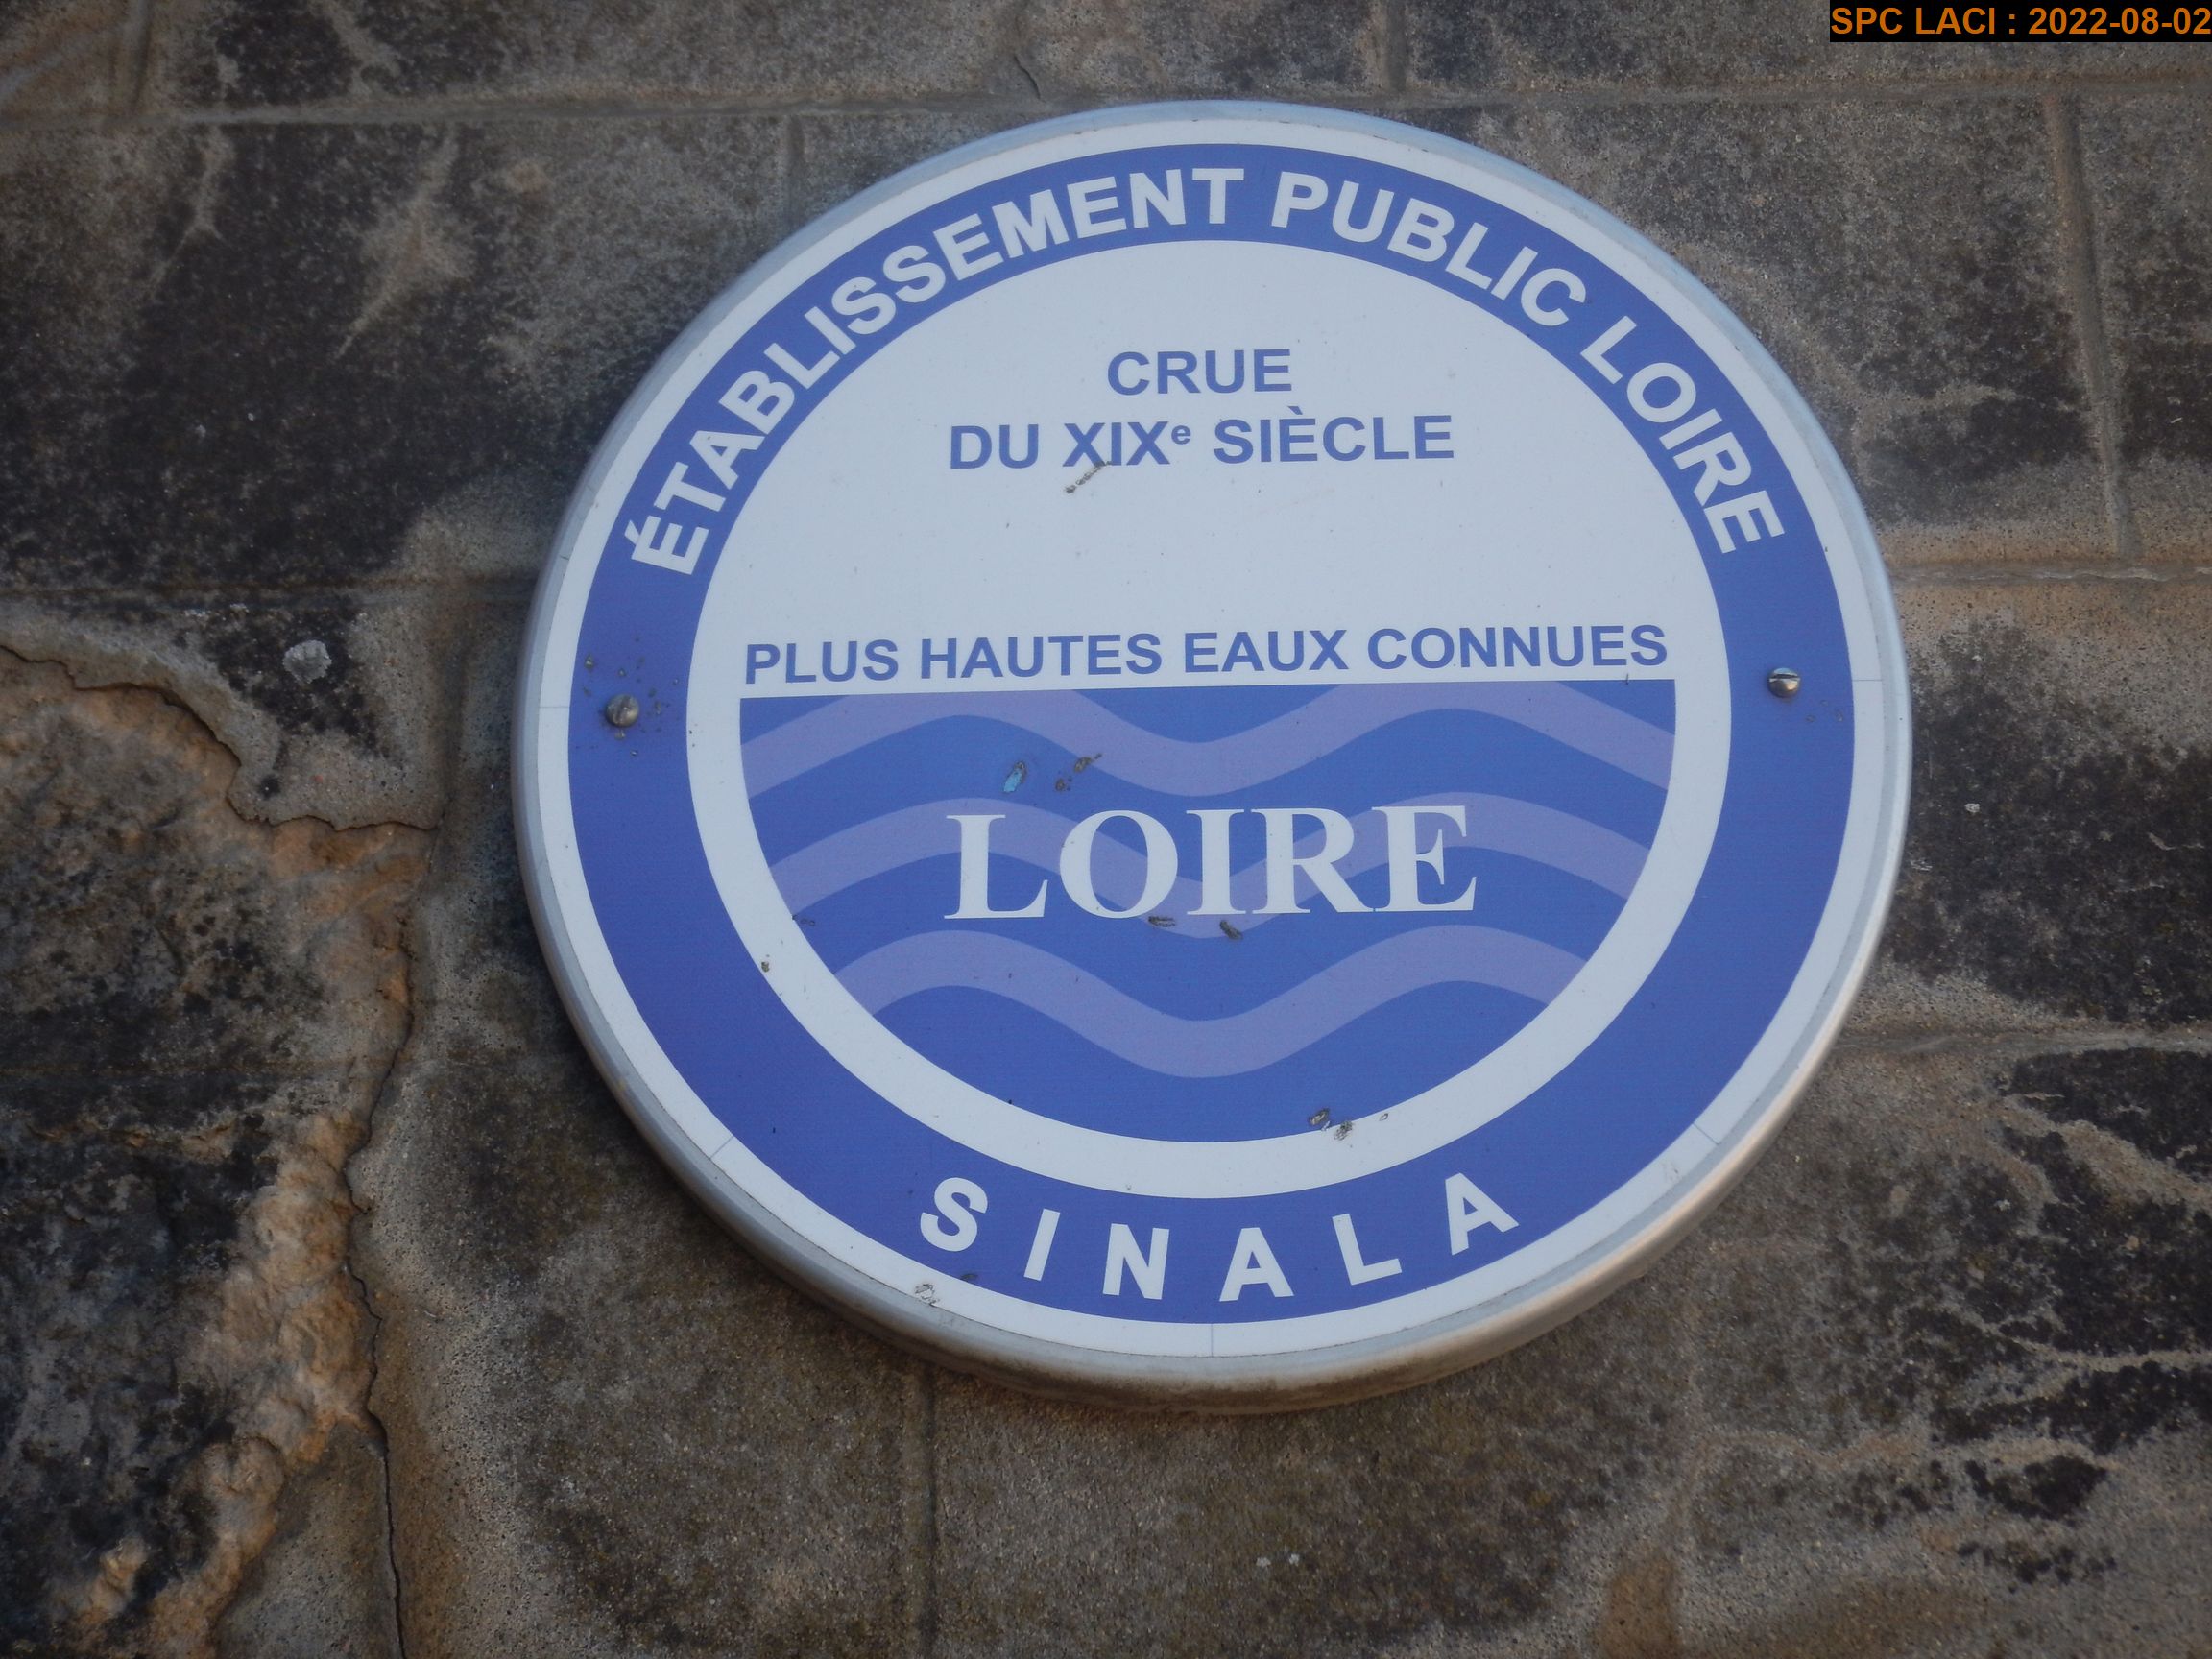 SPC LACI : 2022-08-02
ÉTABLISSEMENT PUBLIC LOIRE
CRUE
DU XIXe SIÈCLE
PLUS HAUTES EAUX CONNUES
LOIRE
SINALA